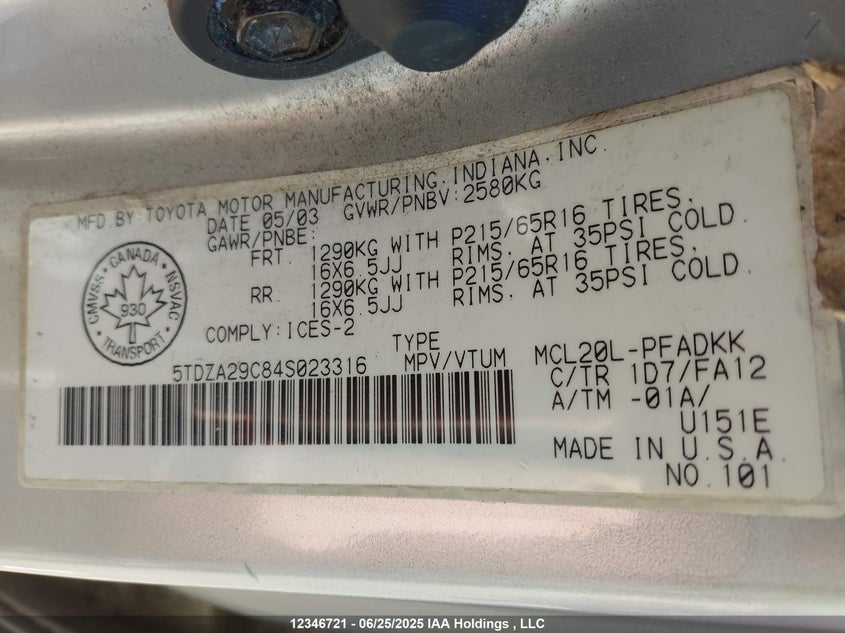 MFD BY: TOYOTA MOTOR MANUFACTURING, INDIANA, INC.
DATE 05/03 GVWR/PNBV: 2580KG
GAWR/PNBE:
FRT. 1290KG WITH P215/65R16 TIRES.
16X6.5JJ RIMS. AT 35PSI COLD.
RR. 1290KG WITH P215/65R16 TIRES.
16X6.5JJ RIMS. AT 35PSI COLD.
COMPLY: ICES-2
CMVSS · CANADA · NSVAC
930
TRANSPORT
TYPE
5TDZA29C84S023316 MPV/VTUM MCL20L-PFADKK
C/TR 1D7/FA12
A/TM -01A/
U151E
MADE IN U.S.A.
NO.101
12346721 - 06/25/2025 IAA Holdings , LLC